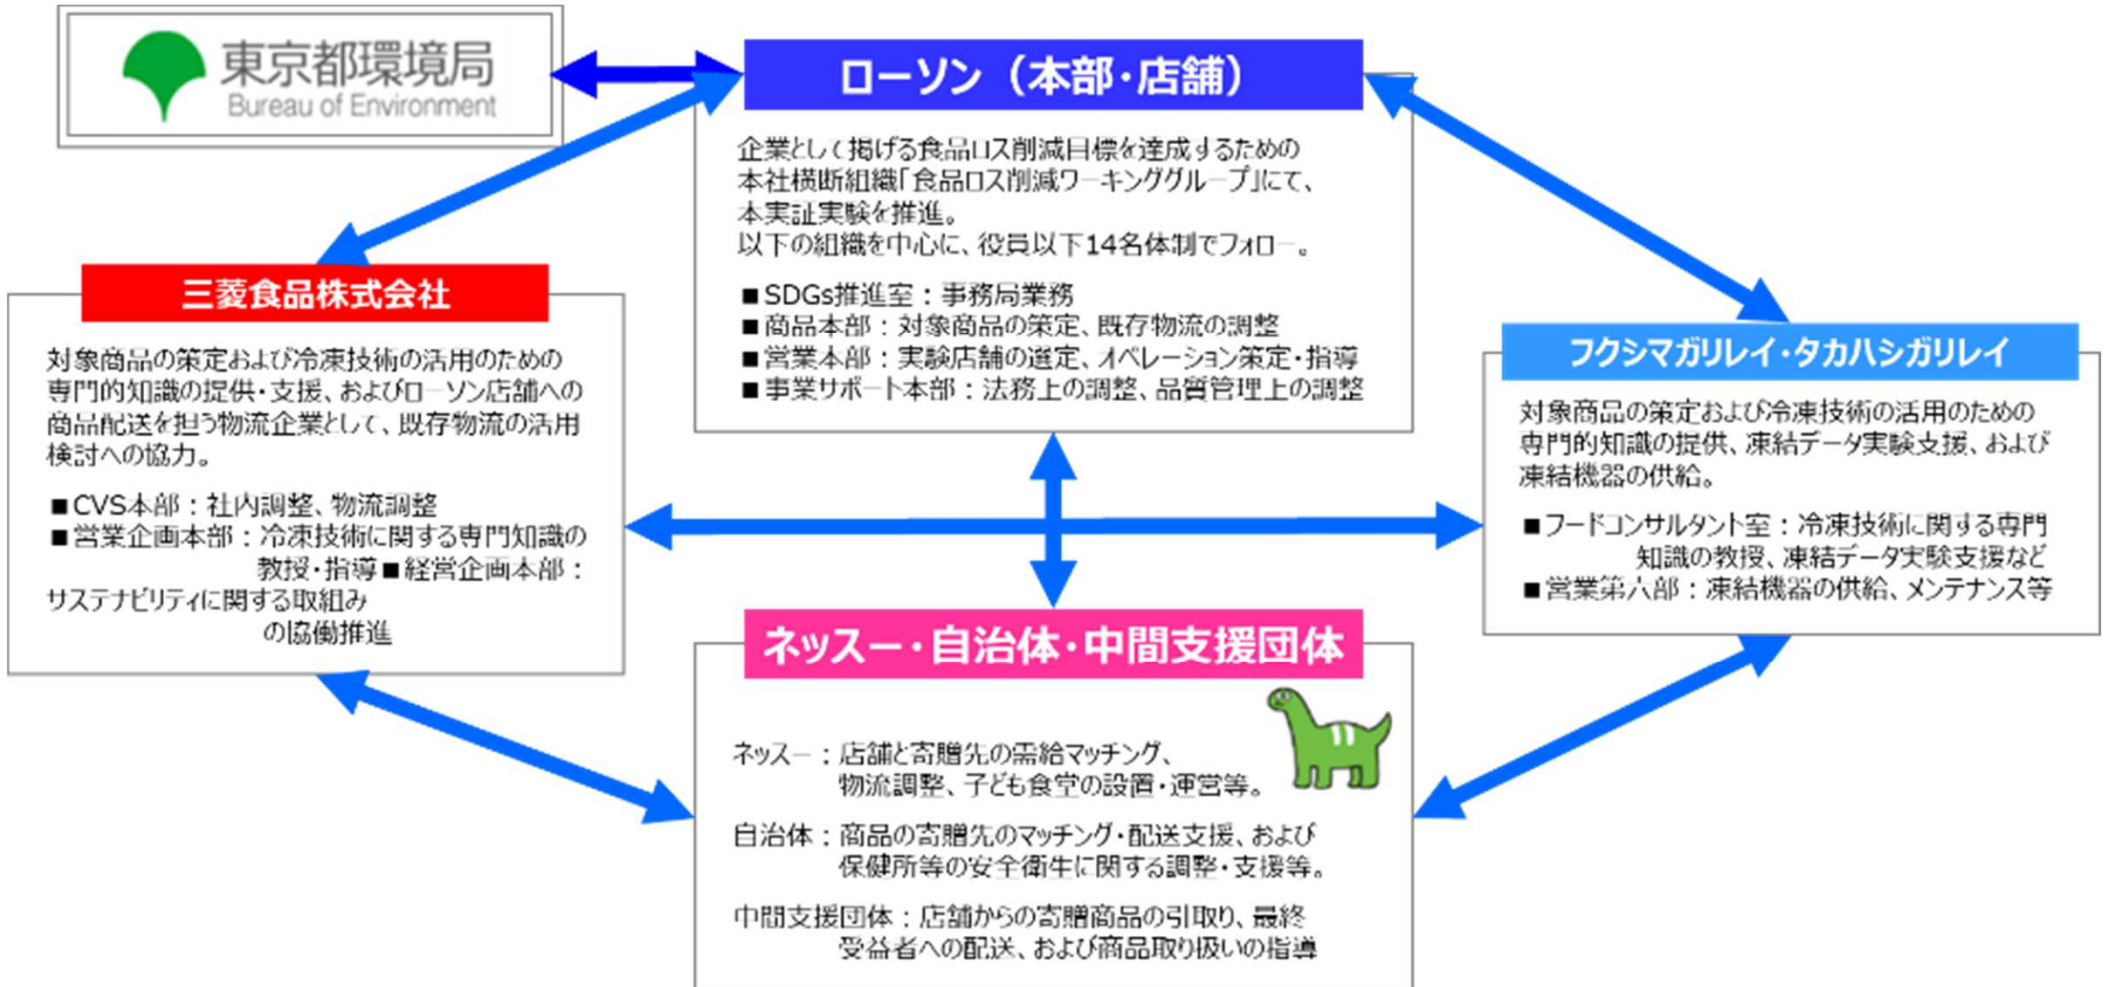 東京都環境局
Bureau of Environment
ローソン（本部・店舗）
企業として掲げる食品ロス削減目標を達成するための
本社横断組織「食品ロス削減ワーキンググループ」にて、
本実証実験を推進。
以下の組織を中心に、役員以下14名体制でフォロー。
■SDGs推進室：事務局業務
■商品本部：対象商品の策定、既存物流の調整
■営業本部：実験店舗の選定、オペレーション策定・指導
■事業サポート本部：法務上の調整、品質管理上の調整
三菱食品株式会社
対象商品の策定および冷凍技術の活用のための
専門的知識の提供・支援、およびローソン店舗への
商品配送を担う物流企業として、既存物流の活用
検討への協力。
■CVS本部：社内調整、物流調整
■営業企画本部：冷凍技術に関する専門知識の
教授・指導■経営企画本部：
サステナビリティに関する取組み
の協働推進
フクシマガリレイ・タカハシガリレイ
対象商品の策定および冷凍技術の活用のための
専門的知識の提供、凍結データ実験支援、および
凍結機器の供給。
■フードコンサルタント室：冷凍技術に関する専門
知識の教授、凍結データ実験支援など
■営業第六部：凍結機器の供給、メンテナンス等
ネッスー・自治体・中間支援団体
ネッスー：店舗と寄贈先の需給マッチング、
物流調整、子ども食堂の設置・運営等。
自治体：商品の寄贈先のマッチング・配送支援、および
保健所等の安全衛生に関する調整・支援等。
中間支援団体：店舗からの寄贈商品の引取り、最終
受益者への配送、および商品取り扱いの指導